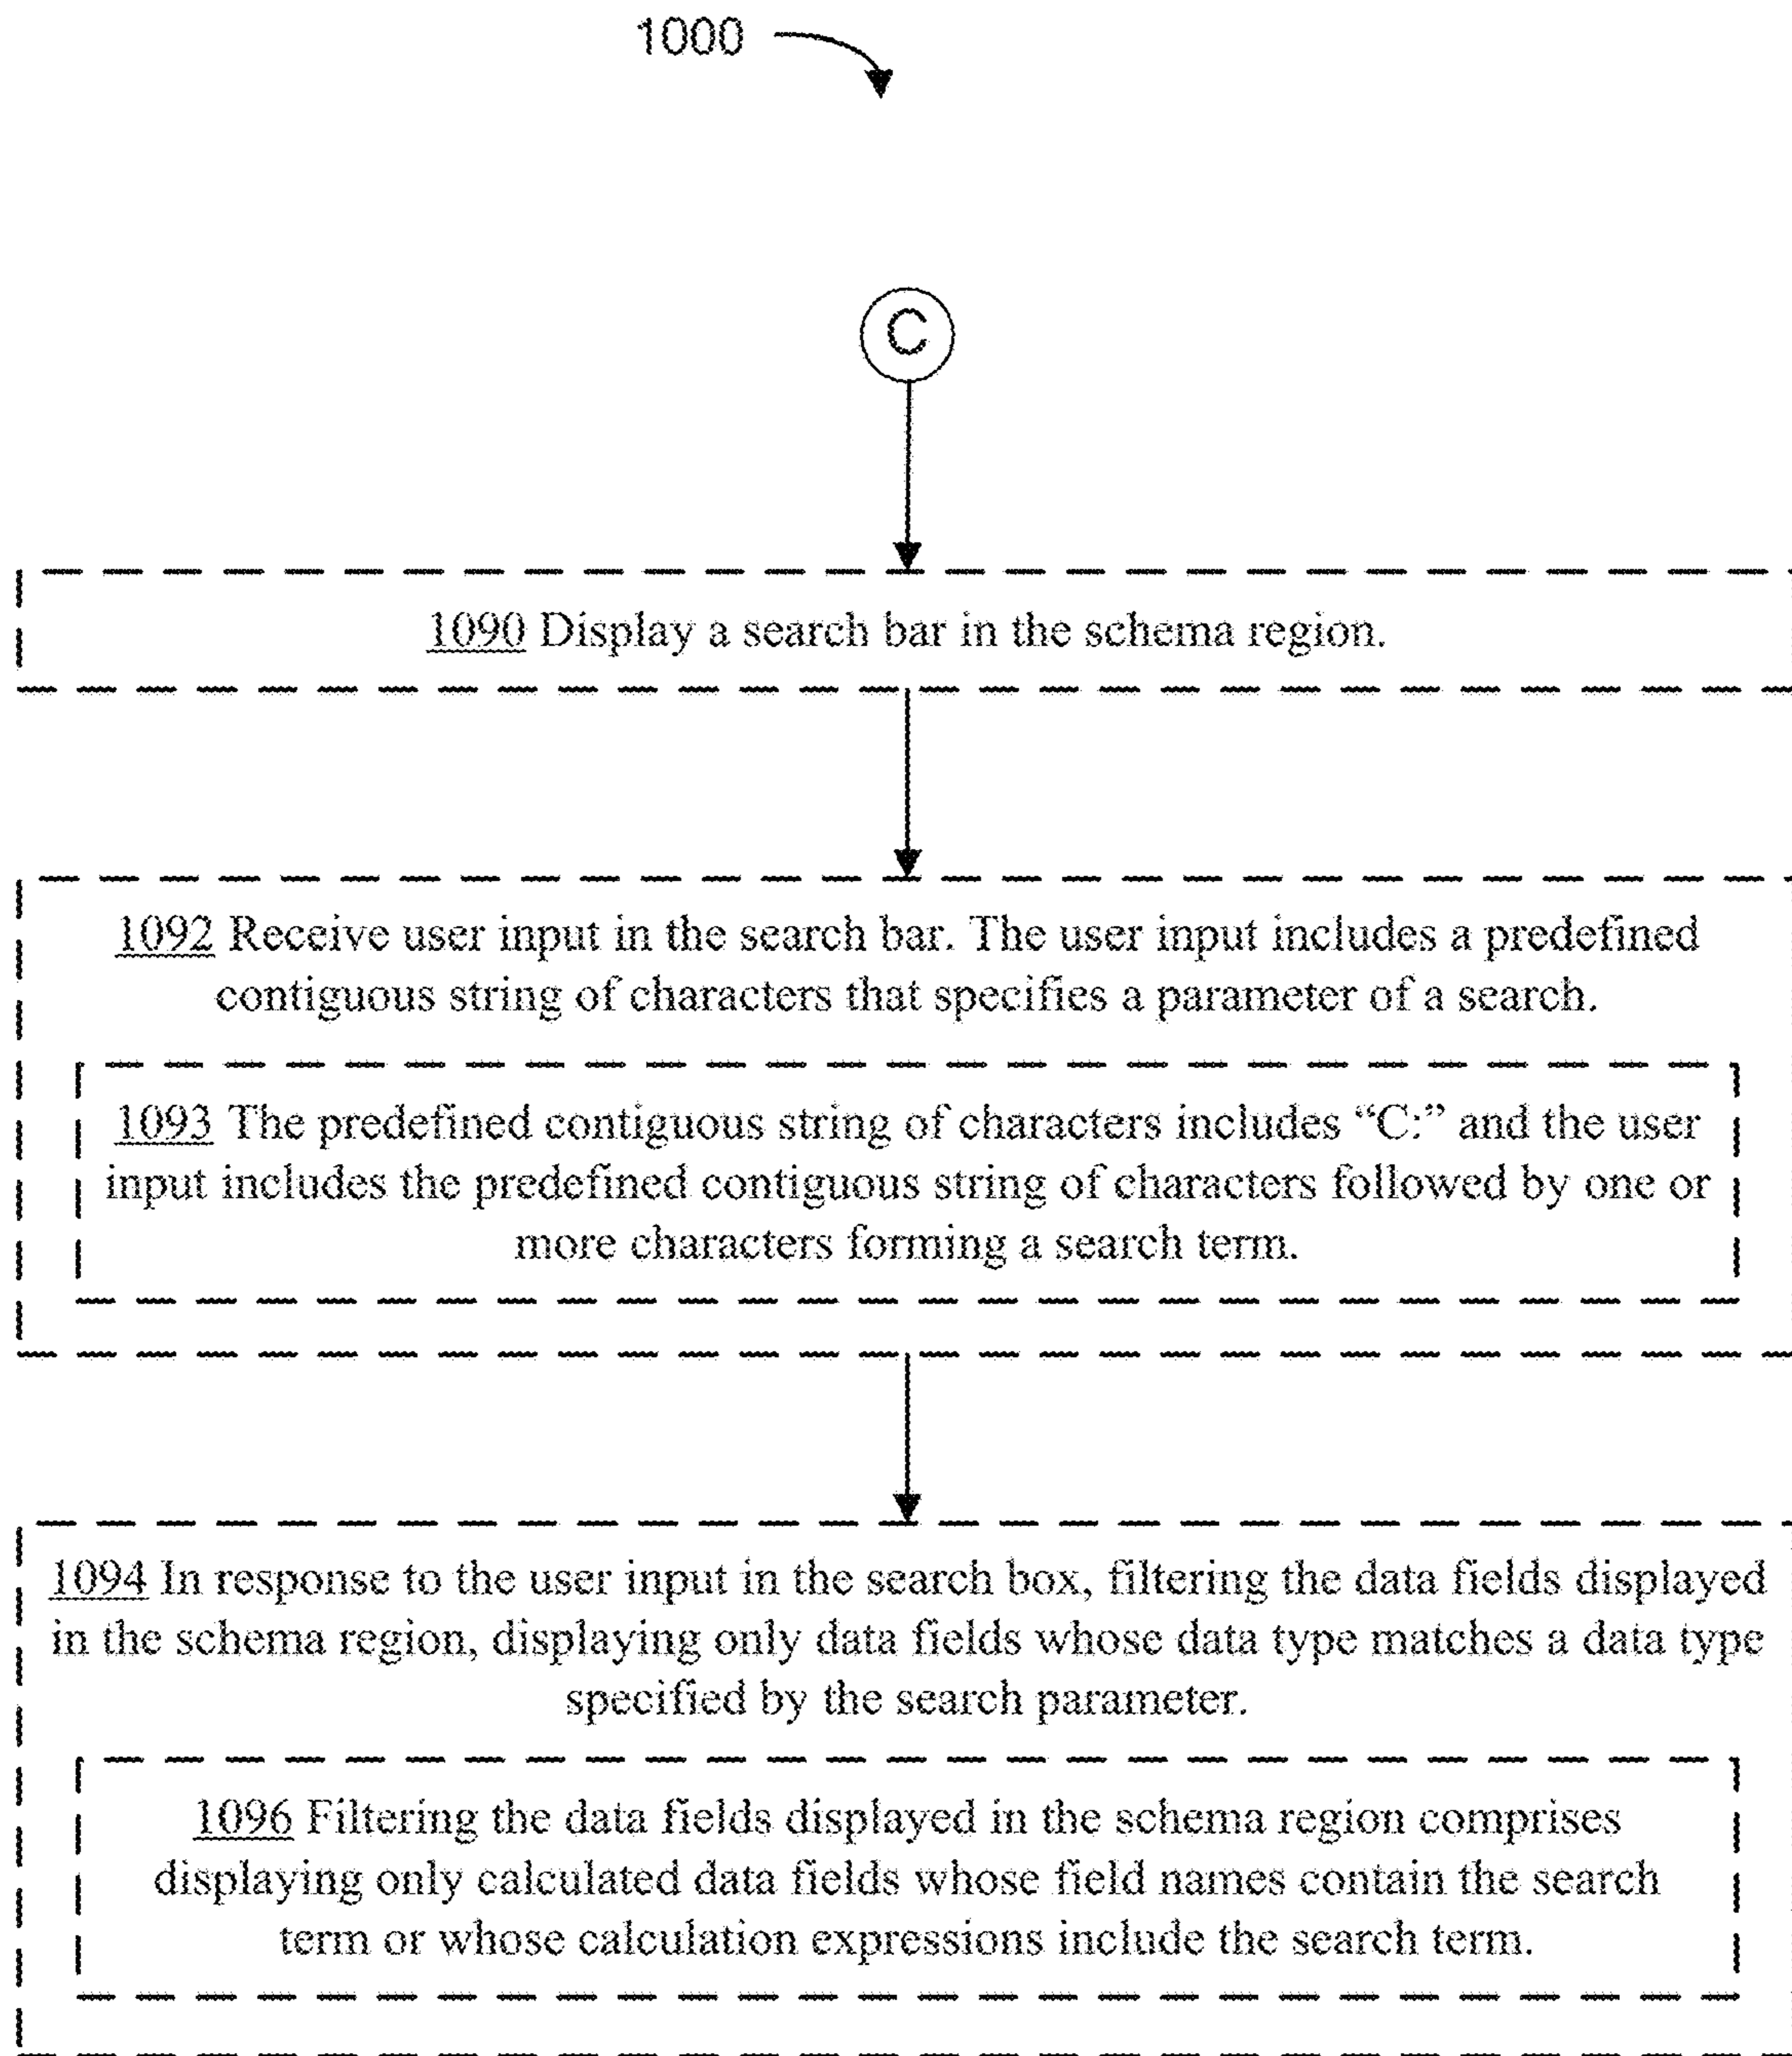 1000
C
1090 Display a search bar in the schema region.
1092 Receive user input in the search bar. The user input includes a predefined
contiguous string of characters that specifies a parameter of a search.
1093 The predefined contiguous string of characters includes “C:” and the user
input includes the predefined contiguous string of characters followed by one or
more characters forming a search term.
1094 In response to the user input in the search box, filtering the data fields displayed
in the schema region, displaying only data fields whose data type matches a data type
specified by the search parameter.
1096 Filtering the data fields displayed in the schema region comprises
displaying only calculated data fields whose field names contain the search
term or whose calculation expressions include the search term.